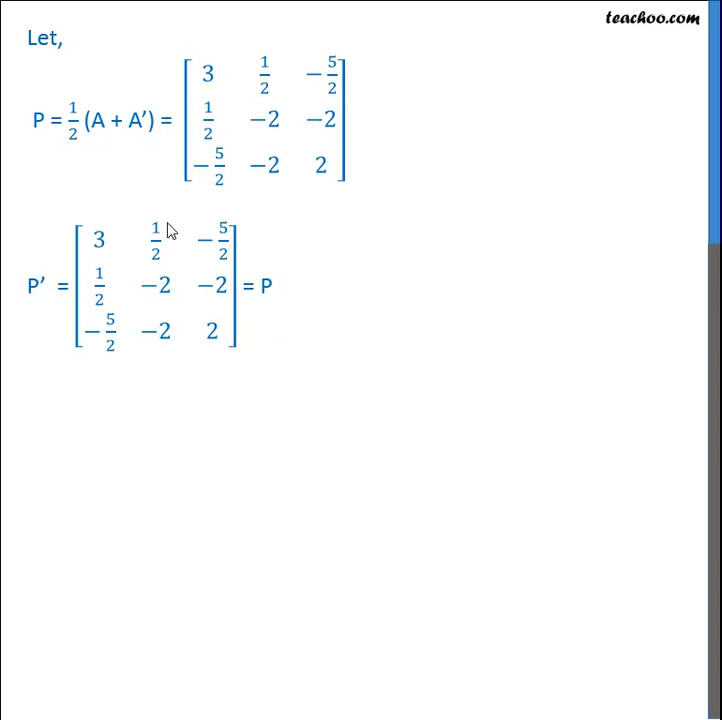 teachoo.com
Let,
P = 1/2 (A + A’) = [3 1/2 −5/2
1/2 −2 −2
−5/2 −2 2]
P’ = [3 1/2 −5/2
1/2 −2 −2
−5/2 −2 2] = P